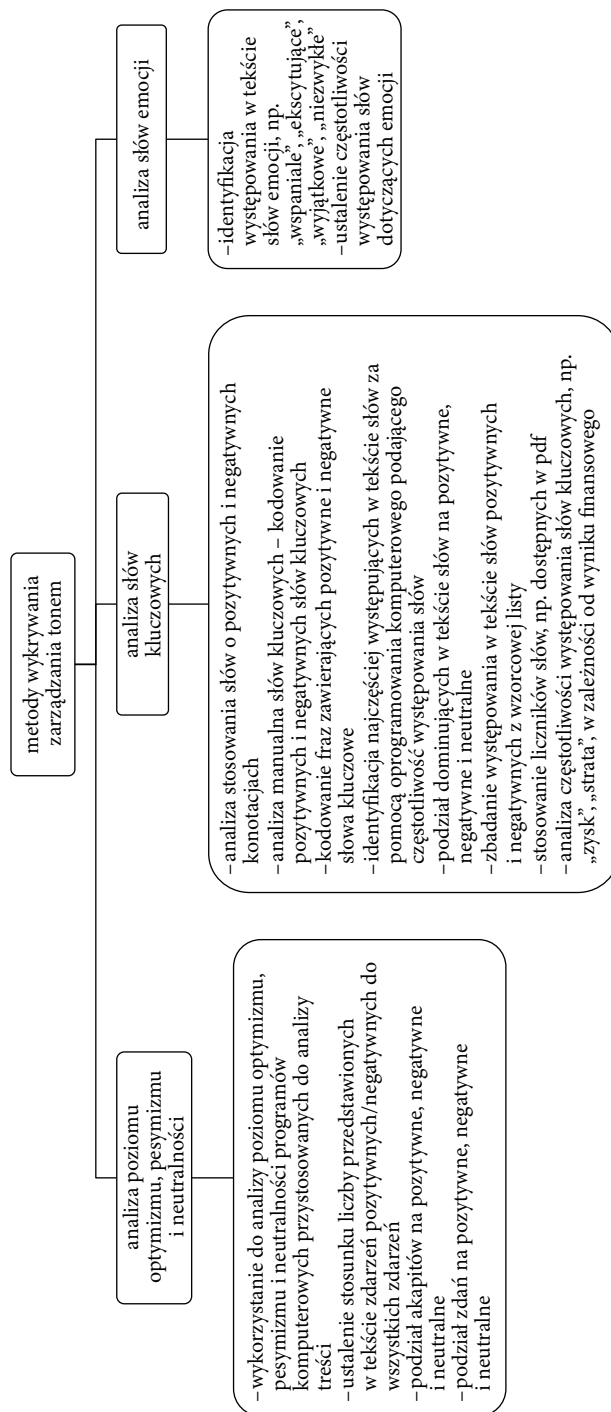 metody wykrywania
zarządzania tonem
analiza poziomu
optymizmu, pesymizmu
i neutralności
–wykorzystanie do analizy poziomu optymizmu,
pesymizmu i neutralności programów
komputerowych przystosowanych do analizy
treści
–ustalenie stosunku liczby przedstawionych
w tekście zdarzeń pozytywnych/negatywnych do
wszystkich zdarzeń
–podział akapitów na pozytywne, negatywne
i neutralne
–podział zdań na pozytywne, negatywne
i neutralne
analiza słów
kluczowych
–analiza stosowania słów o pozytywnych i negatywnych
konotacjach
–analiza manualna słów kluczowych – kodowanie
pozytywnych i negatywnych słów kluczowych
–kodowanie fraz zawierających pozytywne i negatywne
słowa kluczowe
–identyfikacja najczęściej występujących w tekście słów za
pomocą oprogramowania komputerowego podającego
częstotliwość występowania słów
–podział dominujących w tekście słów na pozytywne,
negatywne i neutralne
–zbadanie występowania w tekście słów pozytywnych
i negatywnych z wzorcowej listy
–stosowanie liczników słów, np. dostępnych w pdf
–analiza częstotliwości występowania słów kluczowych, np.
„zysk", „strata", w zależności od wyniku finansowego
analiza słów emocji
–identyfikacja
występowania w tekście
słów emocji, np.
„wspaniale", „ekscytujące",
„wyjątkowe", „niezwykłe"
–ustalenie częstotliwości
występowania słów
dotyczących emocji